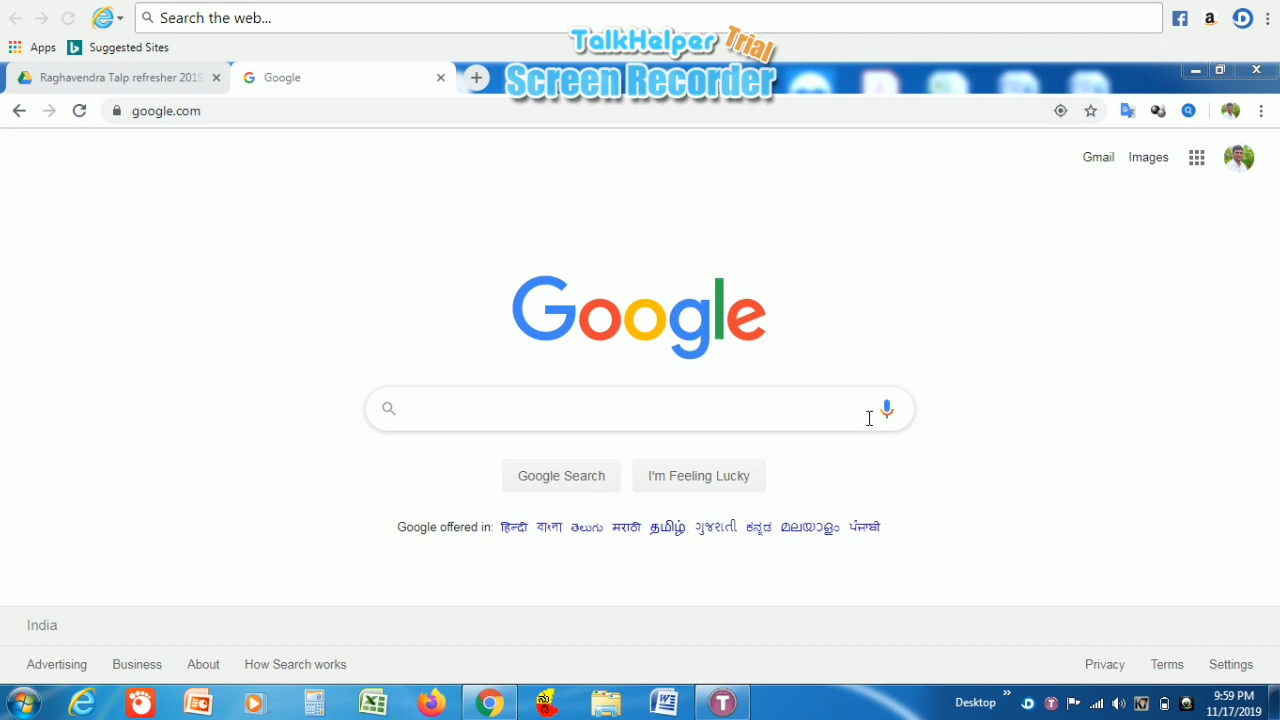 Search the web...
Apps Suggested Sites
TalkHelper Trial
Screen Recorder
Raghavendra Talp refresher 2019
Google
google.com
Gmail Images
Google
Google Search I'm Feeling Lucky
Google offered in: हिन्दी বাংলা తెలుగు मराठी தமிழ் ગુજરાતી ಕನ್ನಡ മലയാളം ਪੰਜਾਬੀ
India
Advertising Business About How Search works Privacy Terms Settings
Desktop
9:59 PM
11/17/2019